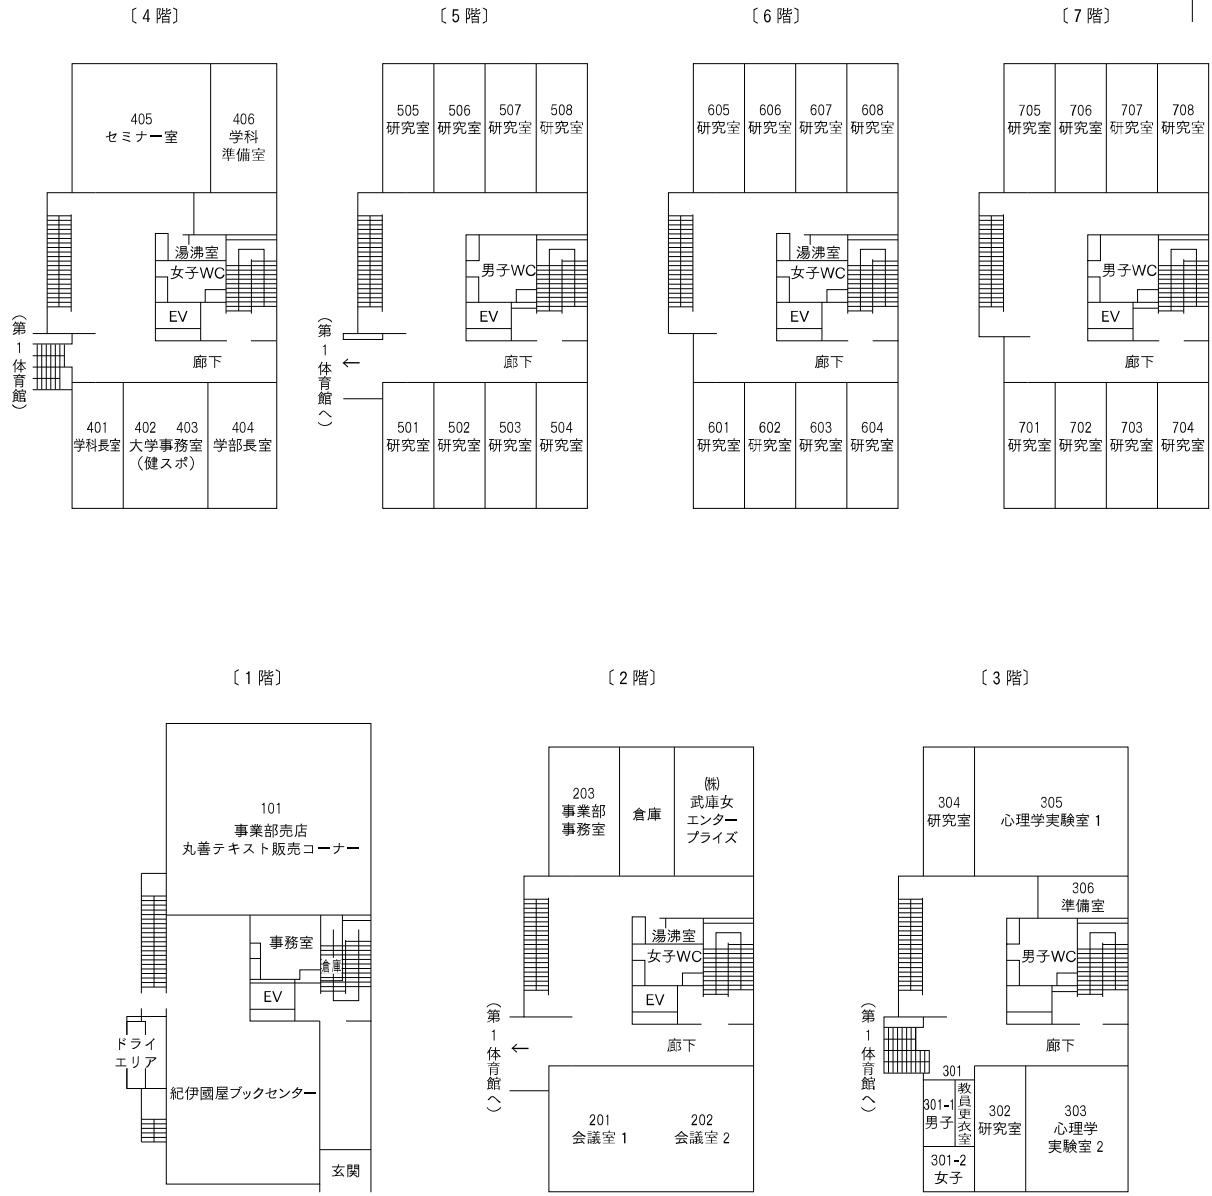 〔４階〕
405
セミナー室
406
学科
準備室
湯沸室
女子WC
EV
廊下
（第１体育館）
401
学科長室
402 403
大学事務室
（健スポ）
404
学部長室
〔５階〕
505
研究室
506
研究室
507
研究室
508
研究室
男子WC
EV
廊下
（第１体育館へ）
←
501
研究室
502
研究室
503
研究室
504
研究室
〔６階〕
605
研究室
606
研究室
607
研究室
608
研究室
湯沸室
女子WC
EV
廊下
601
研究室
602
研究室
603
研究室
604
研究室
〔７階〕
705
研究室
706
研究室
707
研究室
708
研究室
男子WC
EV
廊下
701
研究室
702
研究室
703
研究室
704
研究室
〔１階〕
101
事業部売店
丸善テキスト販売コーナー
事務室
倉庫
EV
ドライ
エリア
紀伊國屋ブックセンター
玄関
〔２階〕
203
事業部
事務室
倉庫
㈱
武庫女
エンター
プライズ
湯沸室
女子WC
EV
廊下
（第１体育館へ）
←
201
会議室１
202
会議室２
〔３階〕
304
研究室
305
心理学実験室１
306
準備室
男子WC
廊下
（第１体育館へ）
301
教員更衣室
301-1
男子
301-2
女子
302
研究室
303
心理学
実験室２